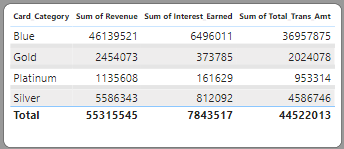 Card Category Sum of Revenue Sum of Interest Earned Sum of Total Trans Amt
Blue 46139521 6496011 36957875
Gold 2454073 373785 2024078
Platinum 1135608 161629 953314
Silver 5586343 812092 4586746
Total 55315545 7843517 44522013